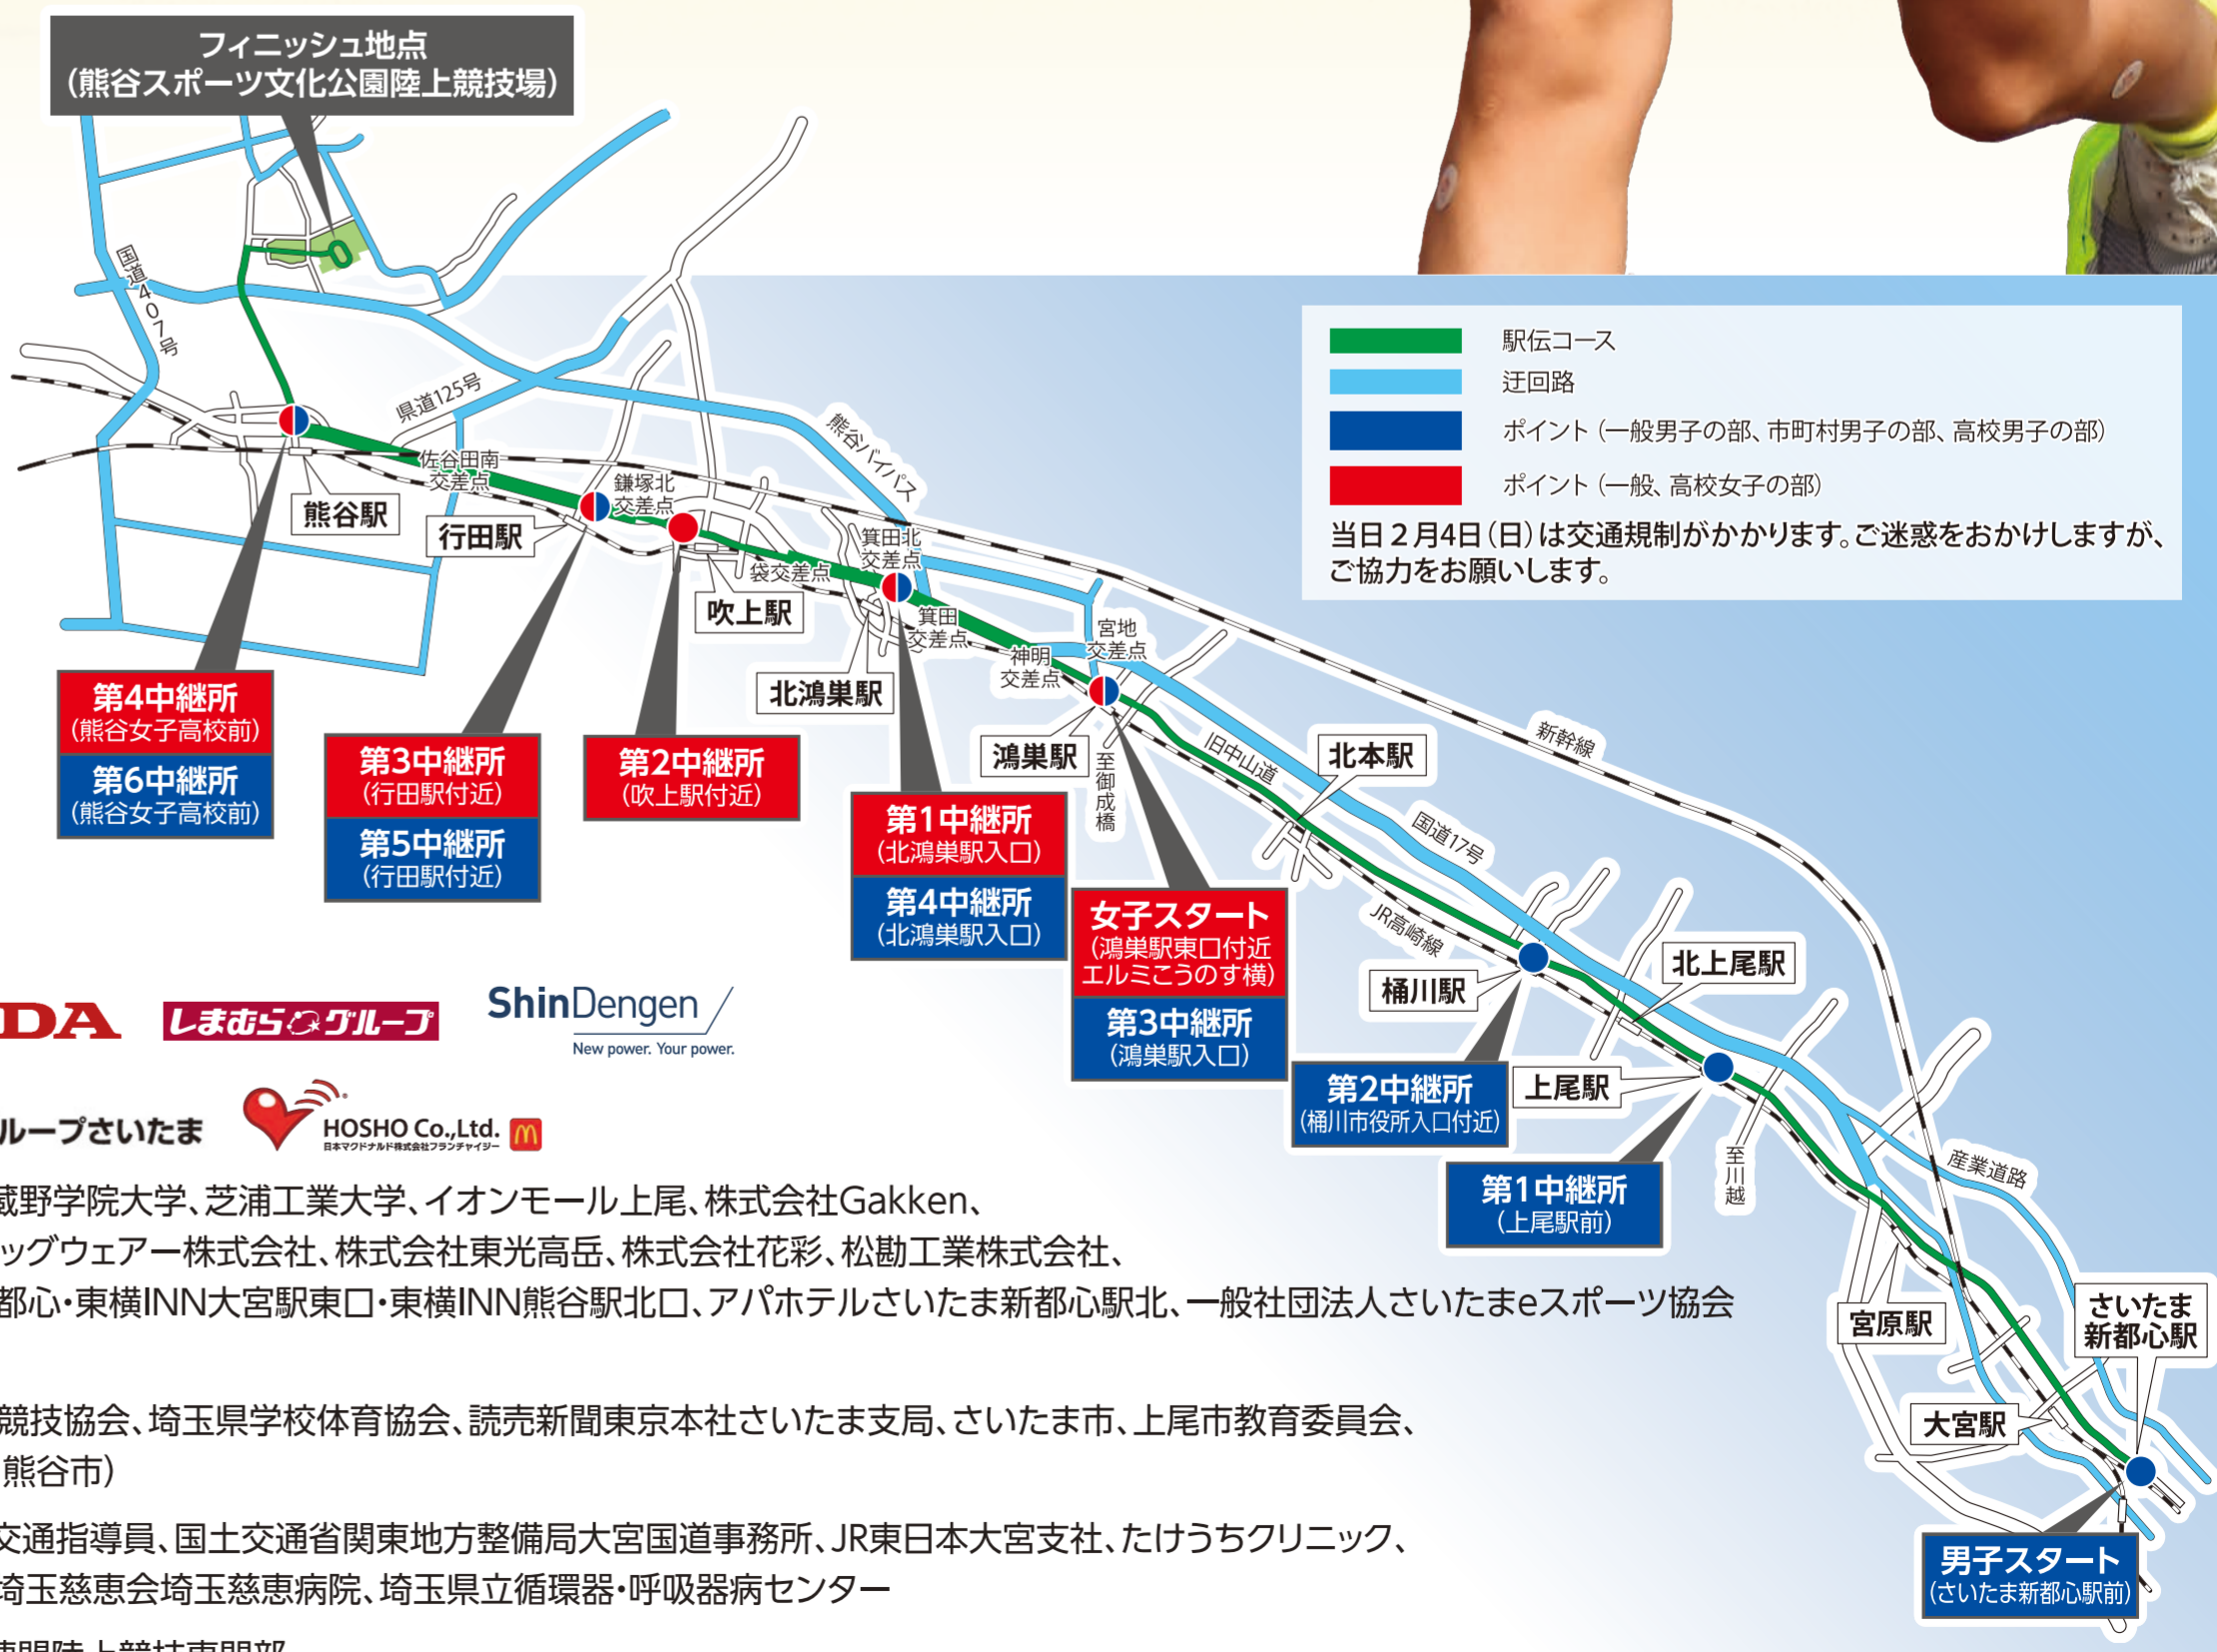 フィニッシュ地点
（熊谷スポーツ文化公園陸上競技場）
国道407号
県道125号
熊谷バイパス
佐谷田南
交差点
鎌塚北
交差点
熊谷駅
行田駅
袋交差点
箕田北
交差点
吹上駅
箕田
交差点
宮地
交差点
神明
交差点
北鴻巣駅
鴻巣駅
至御成橋
旧中山道
北本駅
新幹線
国道17号
JR高崎線
桶川駅
北上尾駅
上尾駅
至川越
産業道路
宮原駅
さいたま
新都心駅
大宮駅
駅伝コース
迂回路
ポイント（一般男子の部、市町村男子の部、高校男子の部）
ポイント（一般、高校女子の部）
当日２月4日（日）は交通規制がかかります。ご迷惑をおかけしますが、
ご協力をお願いします。
第4中継所
（熊谷女子高校前）
第6中継所
（熊谷女子高校前）
第3中継所
（行田駅付近）
第5中継所
（行田駅付近）
第2中継所
（吹上駅付近）
第1中継所
（北鴻巣駅入口）
第4中継所
（北鴻巣駅入口）
女子スタート
（鴻巣駅東口付近
エルミこうのす横）
第3中継所
（鴻巣駅入口）
第2中継所
（桶川市役所入口付近）
第1中継所
（上尾駅前）
男子スタート
（さいたま新都心駅前）
DA
しまむらグループ
ShinDengen
New power. Your power.
ループさいたま
HOSHO Co.,Ltd.
日本マクドナルド株式会社フランチャイジー
蔵野学院大学、芝浦工業大学、イオンモール上尾、株式会社Gakken、
ッグウェアー株式会社、株式会社東光高岳、株式会社花彩、松勘工業株式会社、
都心・東横INN大宮駅東口・東横INN熊谷駅北口、アパホテルさいたま新都心駅北、一般社団法人さいたまeスポーツ協会
競技協会、埼玉県学校体育協会、読売新聞東京本社さいたま支局、さいたま市、上尾市教育委員会、
熊谷市）
交通指導員、国土交通省関東地方整備局大宮国道事務所、JR東日本大宮支社、たけうちクリニック、
埼玉慈恵会埼玉慈恵病院、埼玉県立循環器・呼吸器病センター